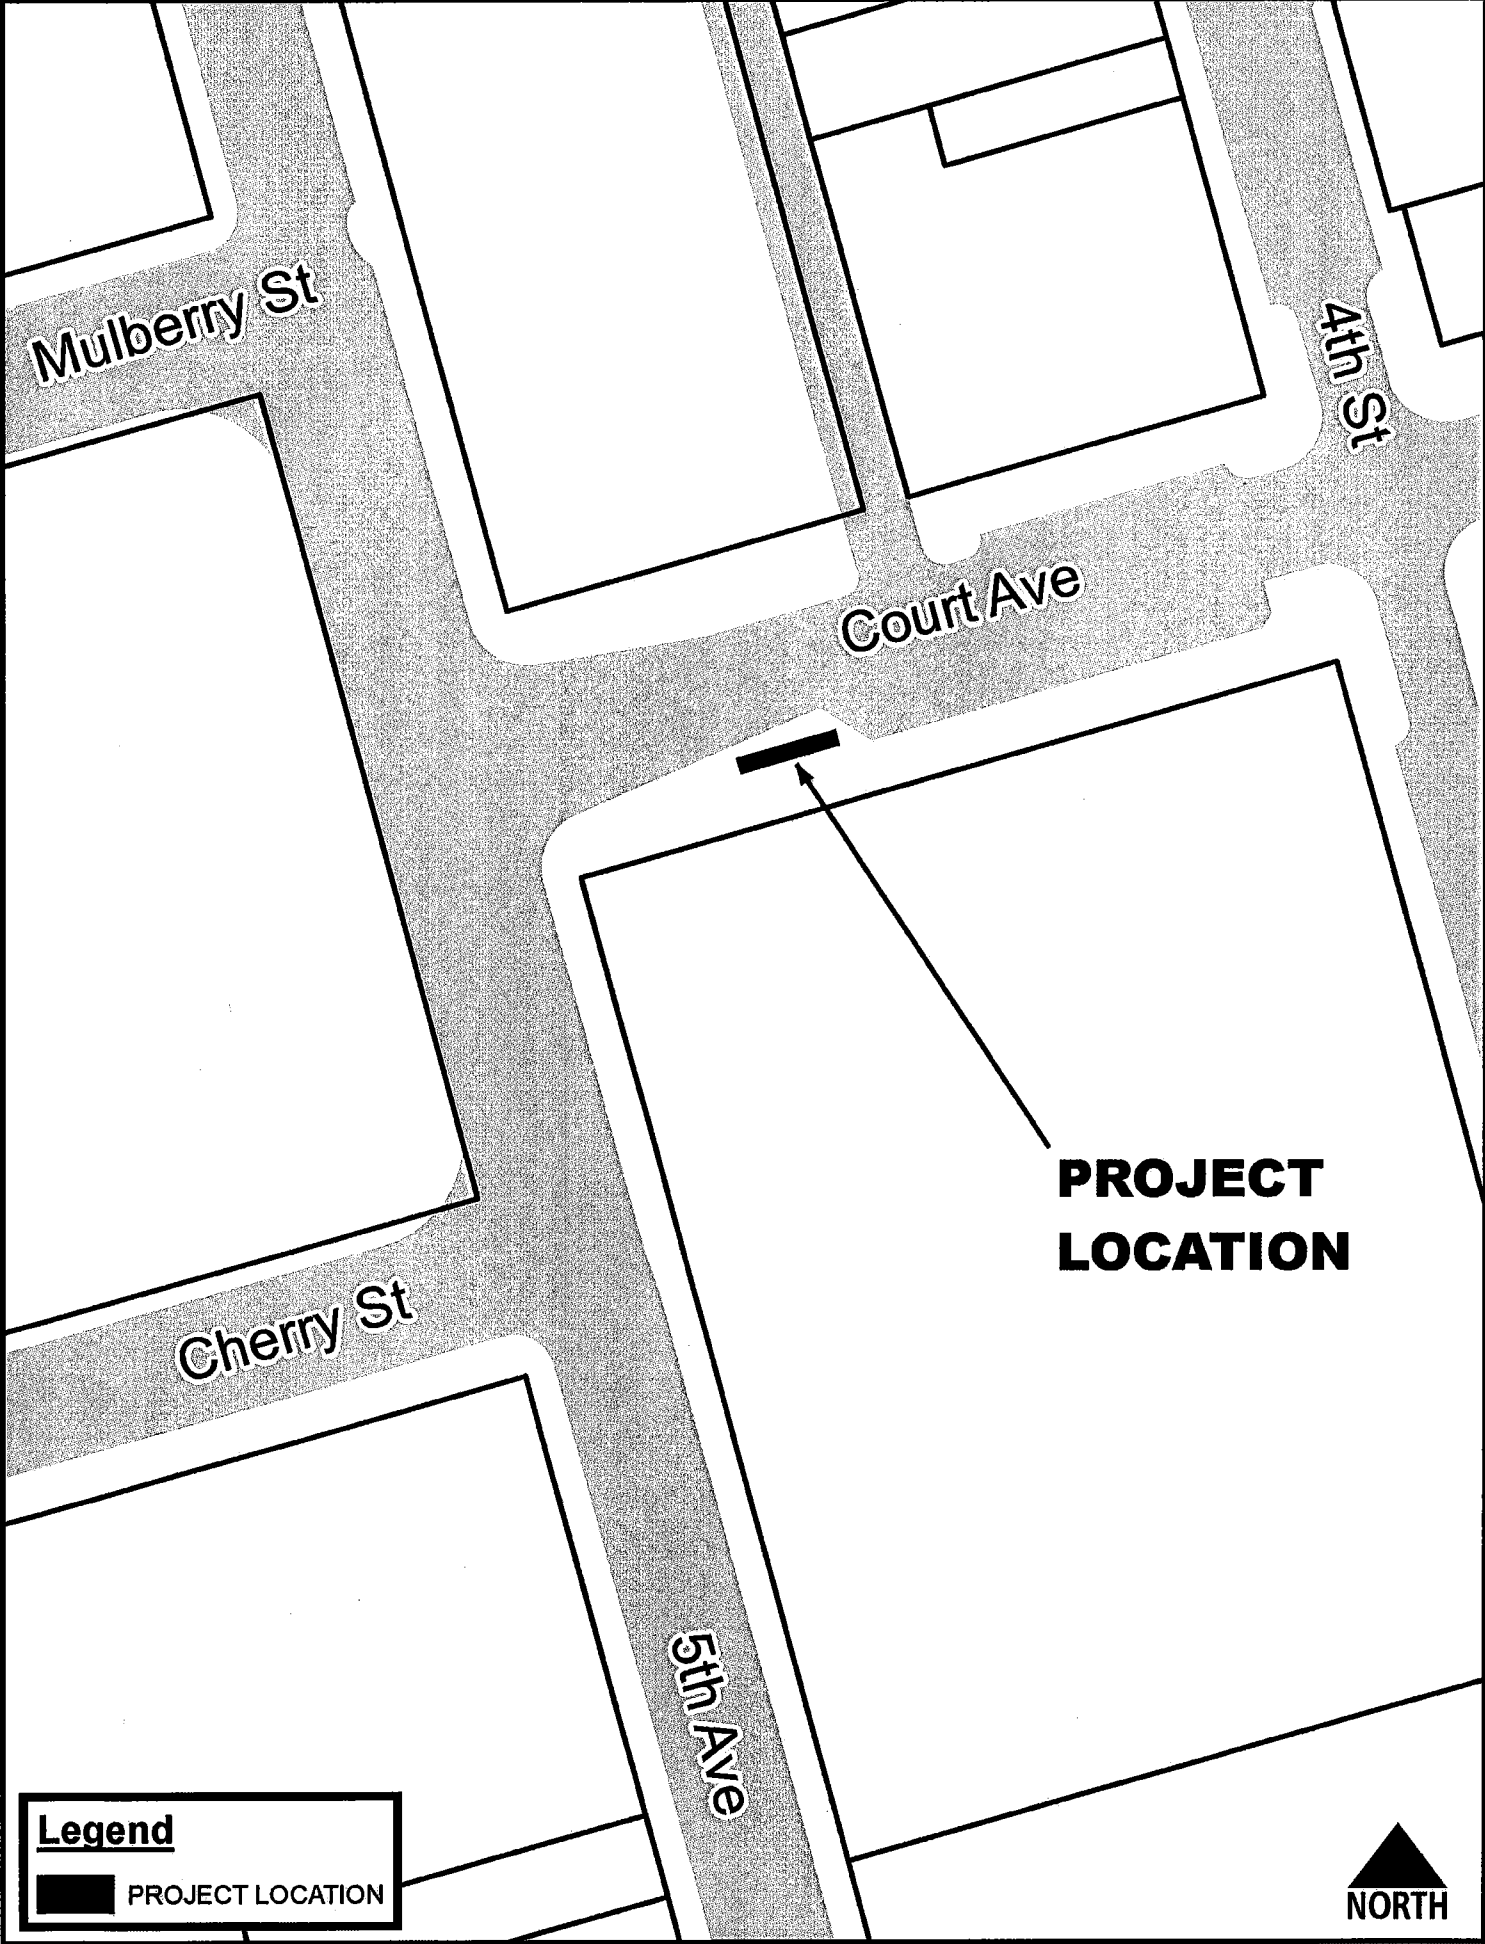 Mulberry St
4th St
Court Ave
PROJECT
LOCATION
Cherry St
5th Ave
Legend
PROJECT LOCATION
NORTH